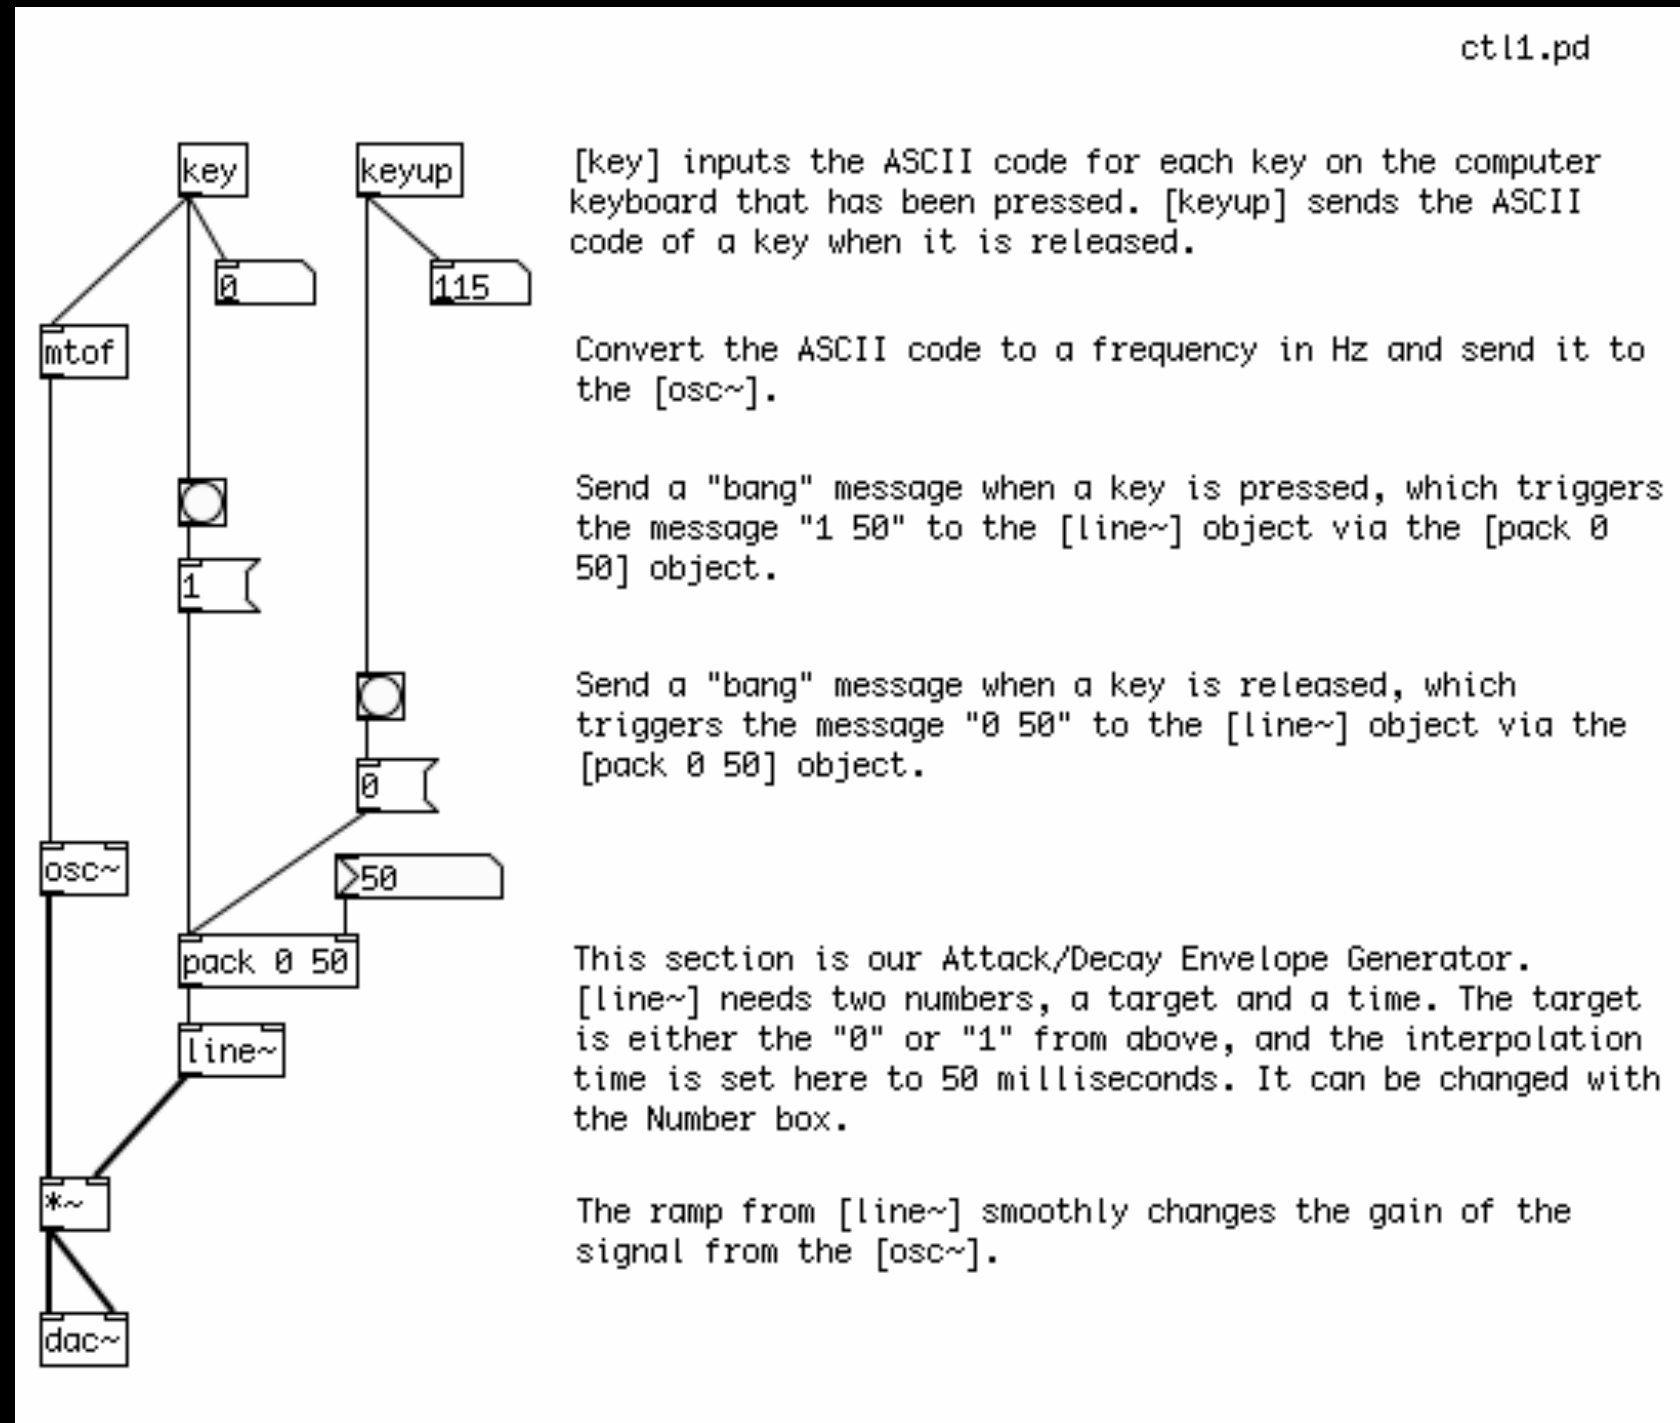 ctl1.pd
key
keyup
[key] inputs the ASCII code for each key on the computer
keyboard that has been pressed. [keyup] sends the ASCII
code of a key when it is released.
0
115
mtof
Convert the ASCII code to a frequency in Hz and send it to
the [osc~].
Send a "bang" message when a key is pressed, which triggers
the message "1 50" to the [line~] object via the [pack 0
50] object.
1
Send a "bang" message when a key is released, which
triggers the message "0 50" to the [line~] object via the
[pack 0 50] object.
0
osc~
50
pack 0 50
This section is our Attack/Decay Envelope Generator.
[line~] needs two numbers, a target and a time. The target
is either the "0" or "1" from above, and the interpolation
time is set here to 50 milliseconds. It can be changed with
the Number box.
line~
*~
The ramp from [line~] smoothly changes the gain of the
signal from the [osc~].
dac~